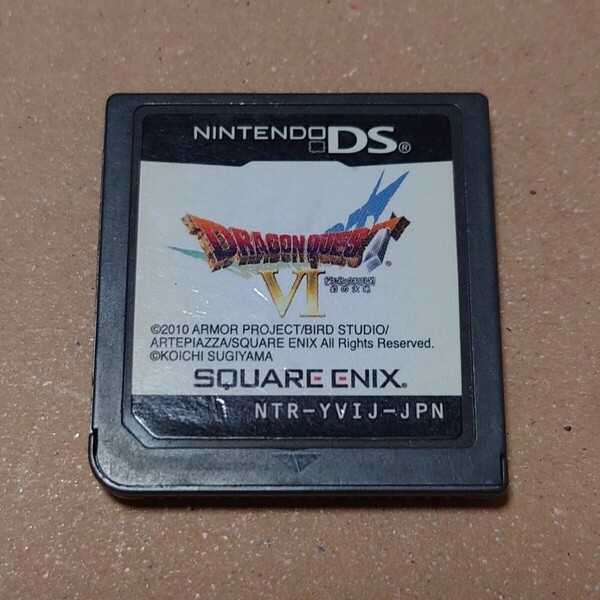 NINTENDO DS®
DRAGON QUEST®
VI
©2010 ARMOR PROJECT/BIRD STUDIO/
ARTEPIAZZA/SQUARE ENIX All Rights Reserved.
©KOICHI SUGIYAMA
SQUARE ENIX®
NTR-YVIJ-JPN